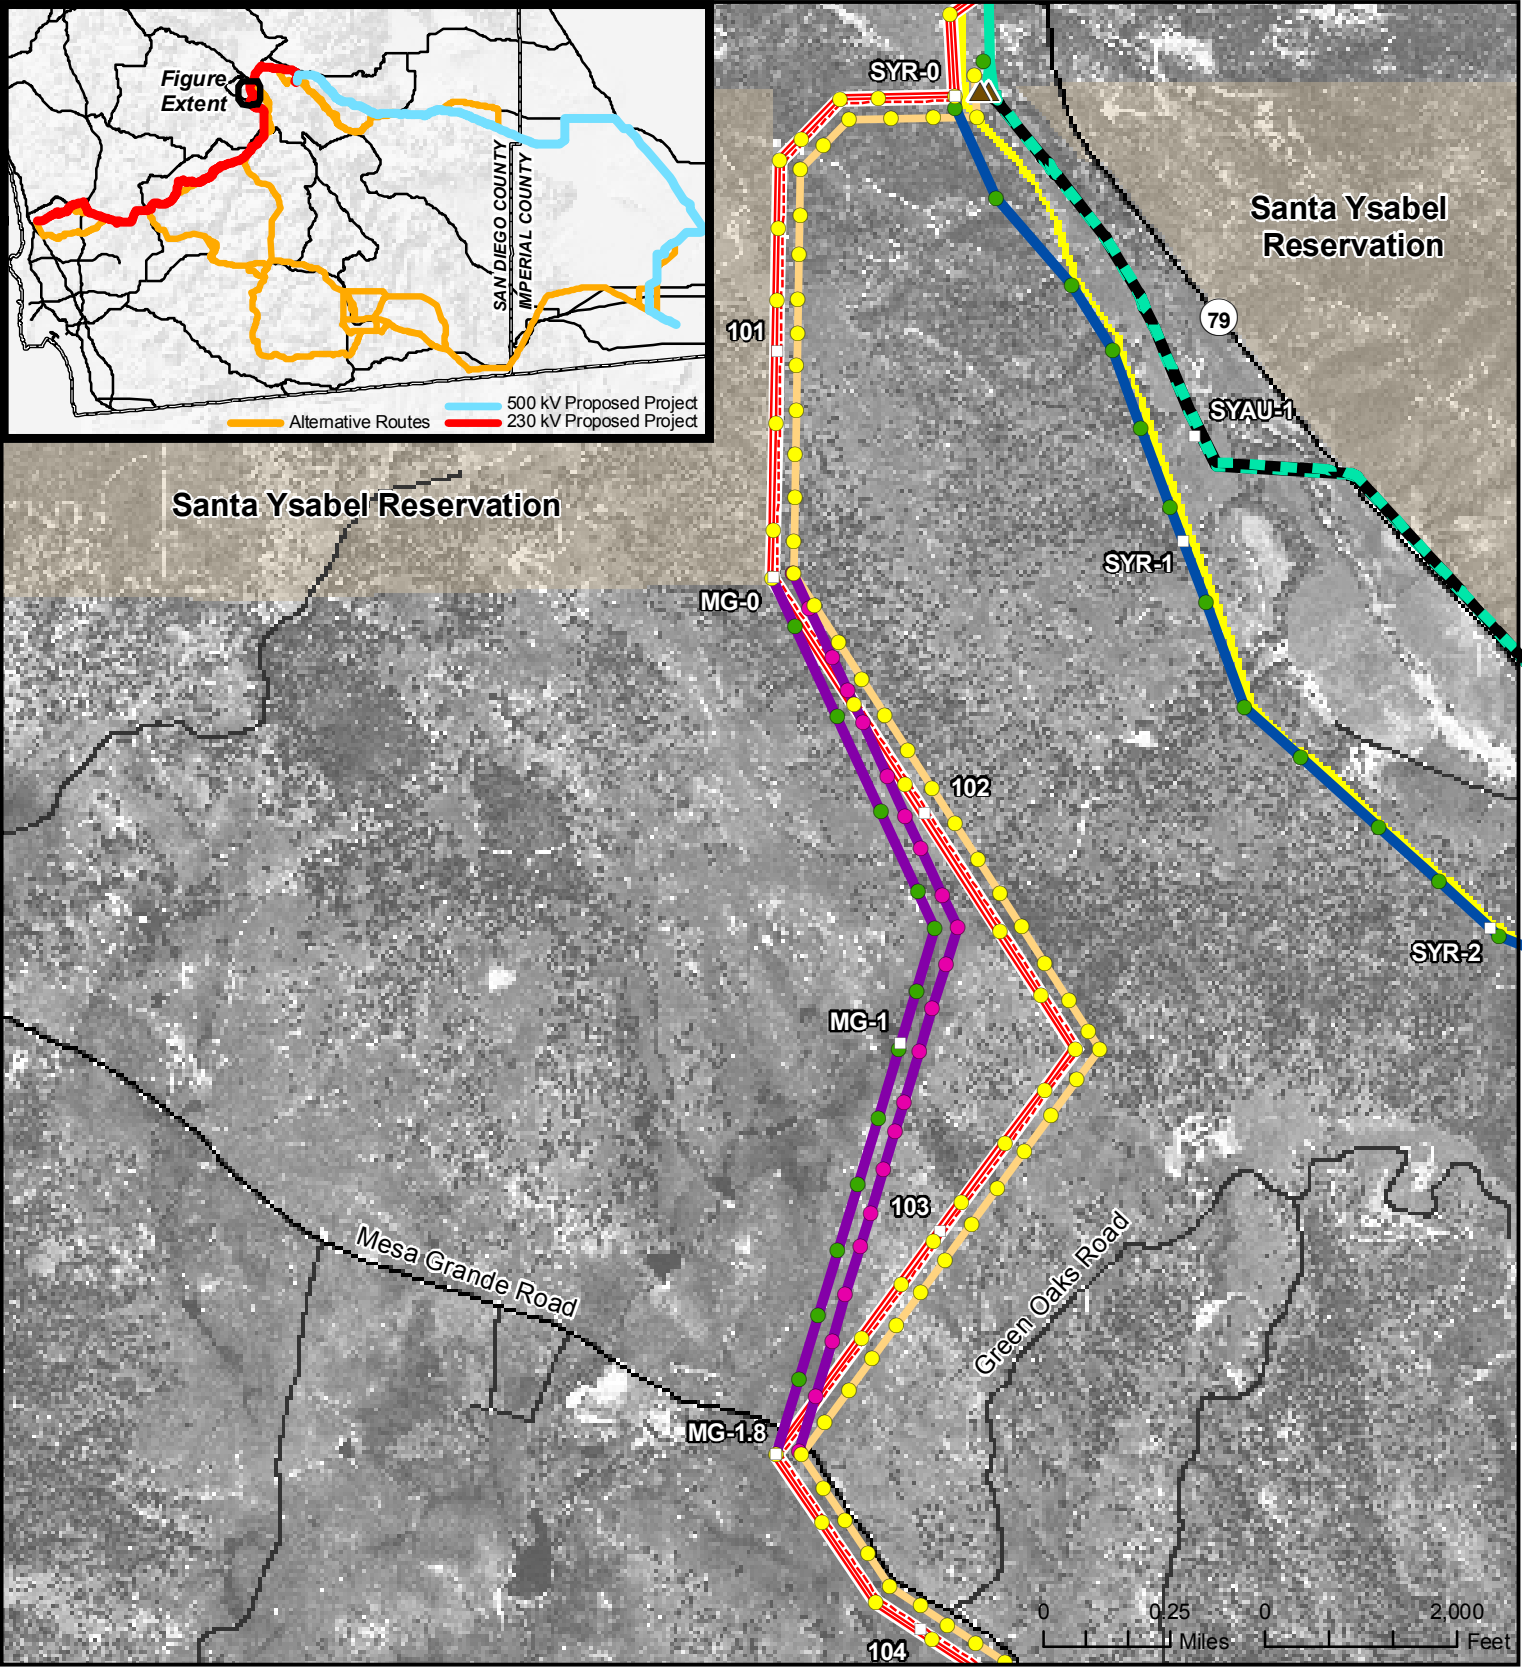 Figure
Extent
SAN DIEGO COUNTY
IMPERIAL COUNTY
500 kV Proposed Project
Alternative Routes
230 kV Proposed Project
SYR-0
Santa Ysabel
Reservation
79
101
SYAU-1
Santa Ysabel Reservation
SYR-1
MG-0
102
SYR-2
MG-1
103
Mesa Grande Road
Green Oaks Road
MG-1.8
0
0.25
Miles
0
2,000
Feet
104